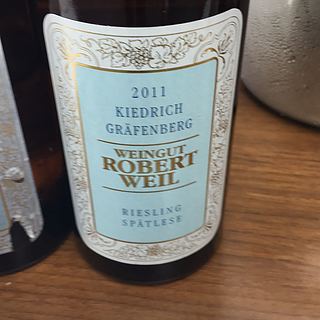 2011
KIEDRICH
GRÄFENBERG
WEINGUT
ROBERT
WEIL
RIESLING
SPÄTLESE